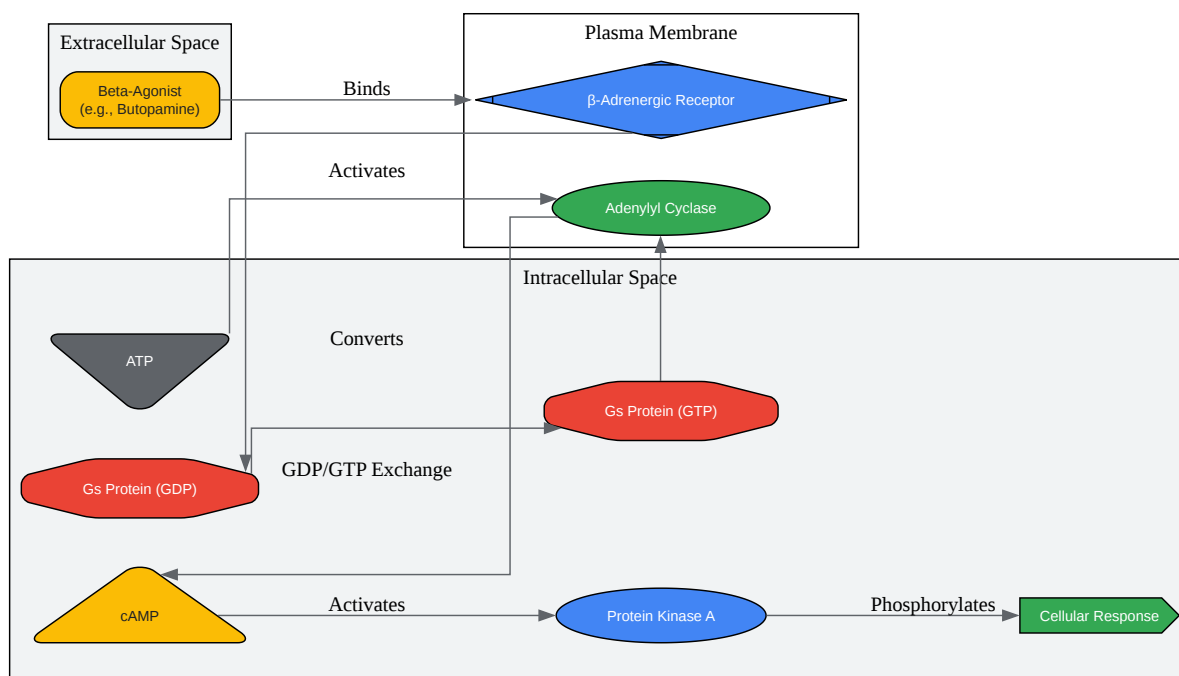 Extracellular Space
Beta-Agonist
(e.g., Butopamine)
Binds
Plasma Membrane
β-Adrenergic Receptor
Activates
Adenylyl Cyclase
Intracellular Space
ATP
Converts
Gs Protein (GTP)
GDP/GTP Exchange
Gs Protein (GDP)
cAMP
Activates
Protein Kinase A
Phosphorylates
Cellular Response